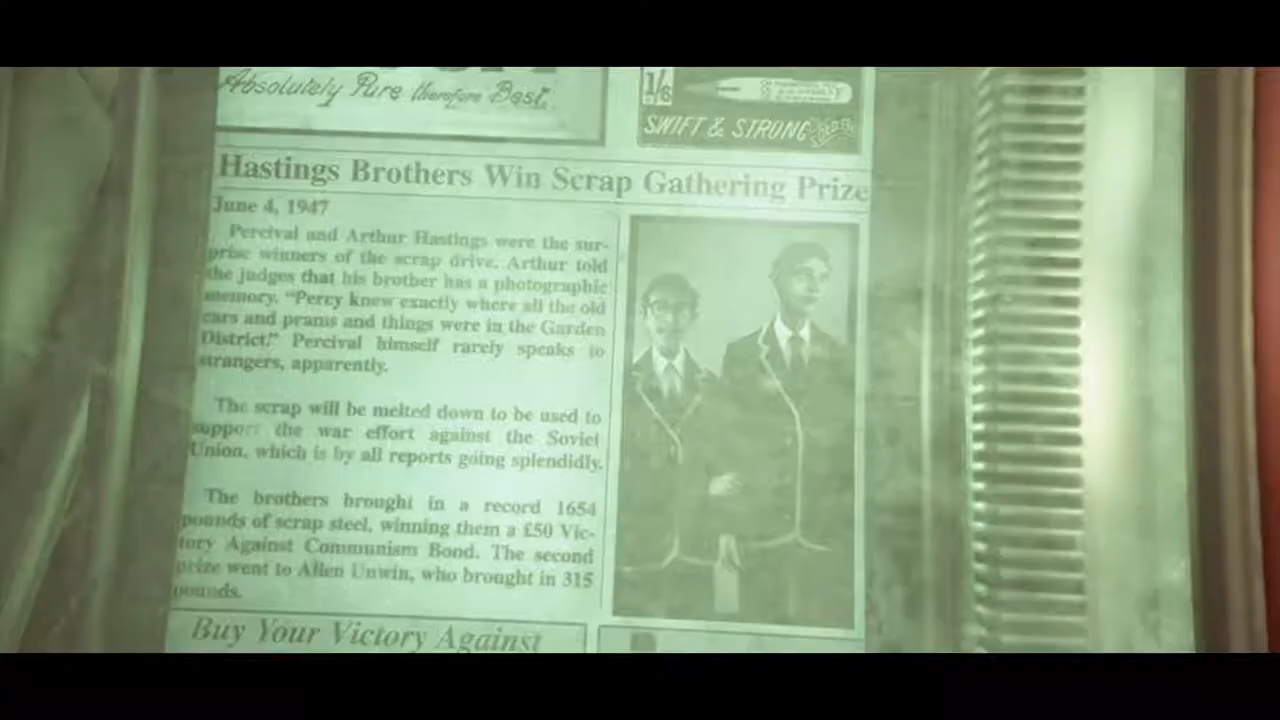 Absolutely Pure therefore Best.
1/6
SWIFT & STRONG
Hastings Brothers Win Scrap Gathering Prize
June 4, 1947
Percival and Arthur Hastings were the sur-
prise winners of the scrap drive. Arthur told
the judges that his brother has a photographic
memory. “Percy knew exactly where all the old
cars and prams and things were in the Garden
District.” Percival himself rarely speaks to
strangers, apparently.
The scrap will be melted down to be used to
support the war effort against the Soviet
Union, which is by all reports going splendidly.
The brothers brought in a record 1654
pounds of scrap steel, winning them a £50 Vic-
tory Against Communism Bond. The second
prize went to Allen Unwin, who brought in 315
pounds.
Buy Your Victory Against